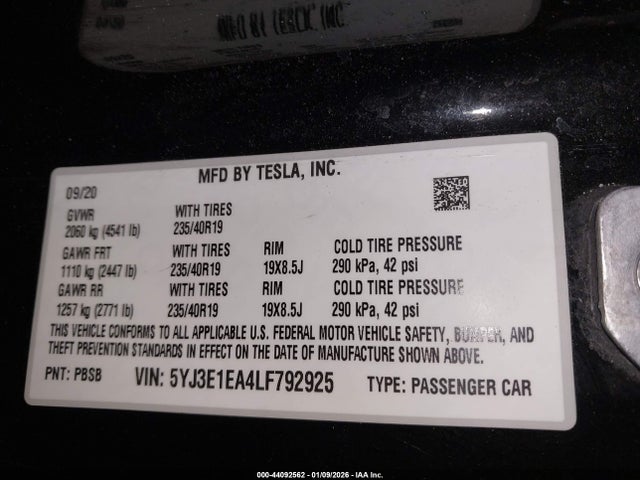 MFD BY TESLA, INC.
09/20
GVWR WITH TIRES
2060 kg (4541 lb) 235/40R19
GAWR FRT WITH TIRES RIM COLD TIRE PRESSURE
1110 kg (2447 lb) 235/40R19 19X8.5J 290 kPa, 42 psi
GAWR RR WITH TIRES RIM COLD TIRE PRESSURE
1257 kg (2771 lb) 235/40R19 19X8.5J 290 kPa, 42 psi
THIS VEHICLE CONFORMS TO ALL APPLICABLE U.S. FEDERAL MOTOR VEHICLE SAFETY, BUMPER, AND
THEFT PREVENTION STANDARDS IN EFFECT ON THE DATE OF MANUFACTURE SHOWN ABOVE.
PNT: PBSB VIN: 5YJ3E1EA4LF792925 TYPE: PASSENGER CAR
000-44092562 - 01/09/2026 - © IAA Inc.